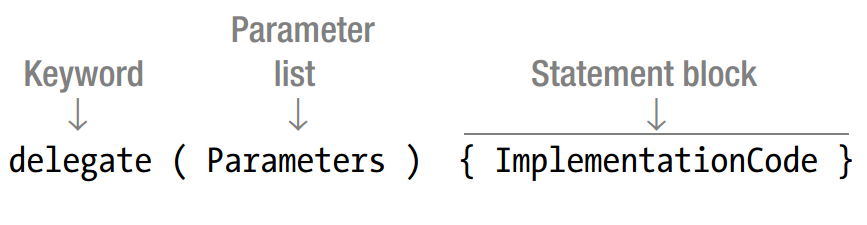 Parameter
Keyword list Statement block
delegate ( Parameters ) { ImplementationCode }